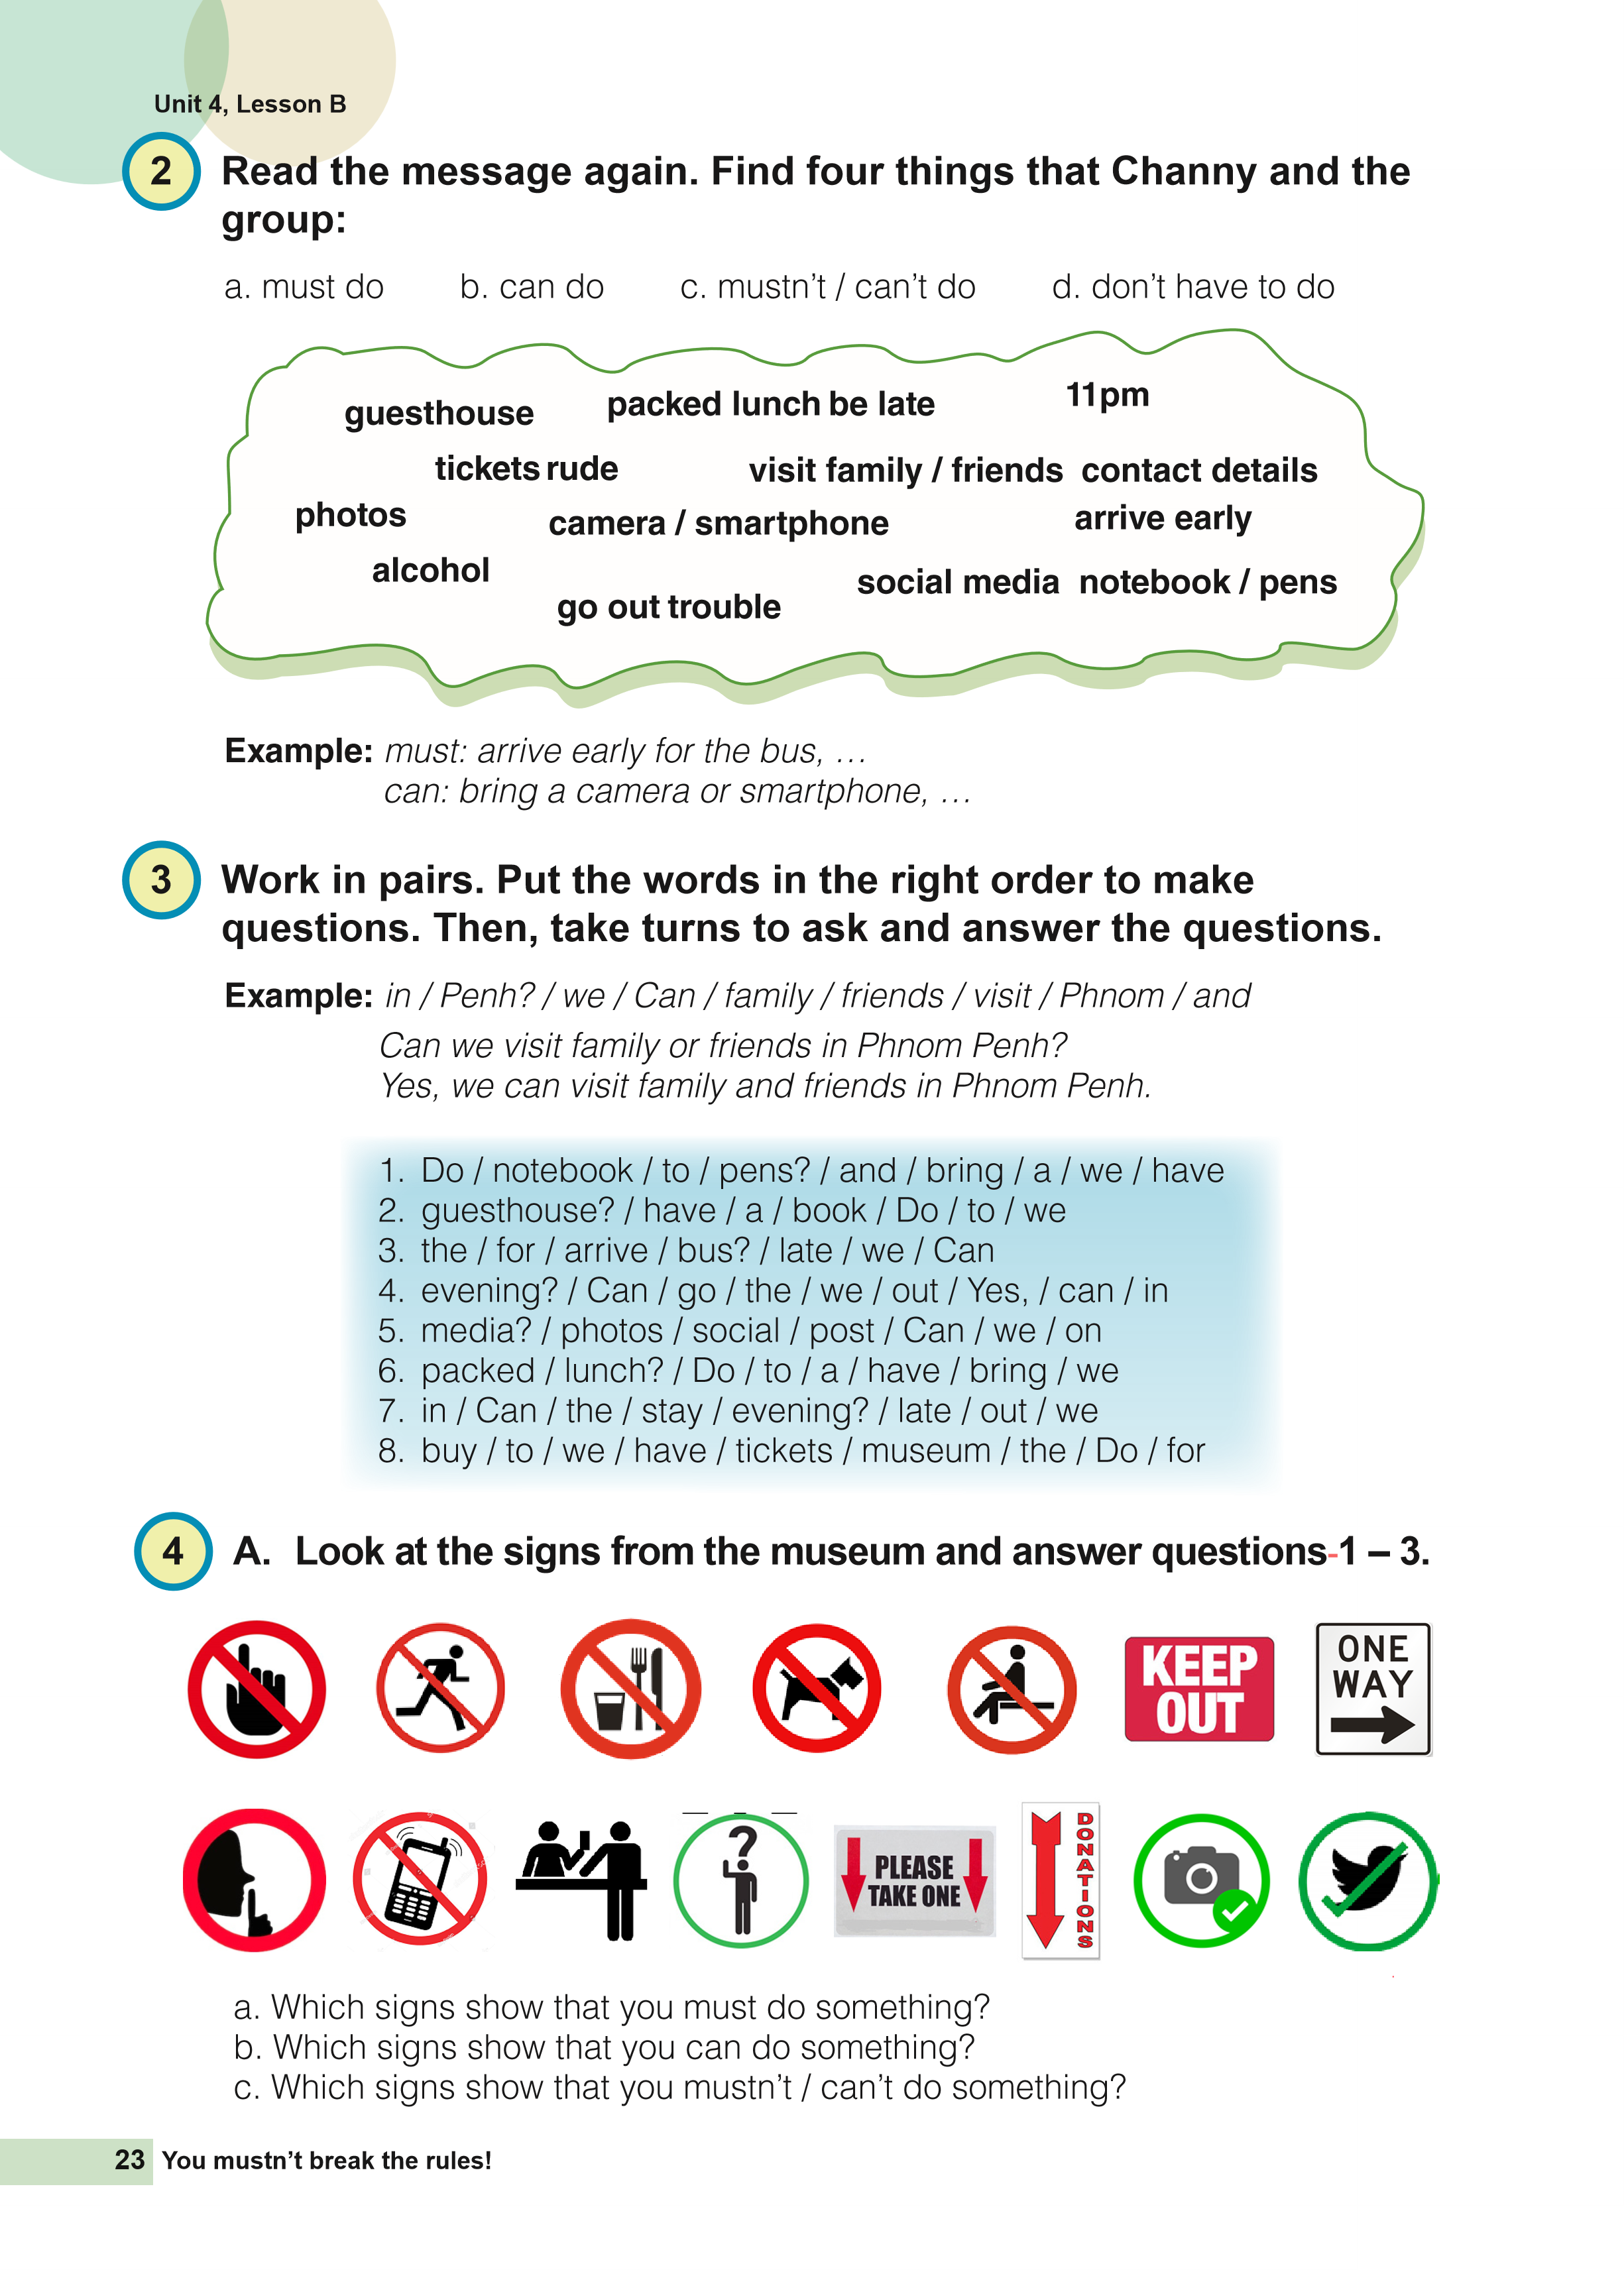 Unit 4, Lesson B
2 Read the message again. Find four things that Channy and the
group:
a. must do b. can do c. mustn't / can't do d. don't have to do
guesthouse packed lunch be late 11pm
tickets rude visit family / friends contact details
photos camera / smartphone arrive early
alcohol social media notebook / pens
go out trouble
Example: must: arrive early for the bus, …
can: bring a camera or smartphone, …
3 Work in pairs. Put the words in the right order to make
questions. Then, take turns to ask and answer the questions.
Example: in / Penh? / we / Can / family / friends / visit / Phnom / and
Can we visit family or friends in Phnom Penh?
Yes, we can visit family and friends in Phnom Penh.
1. Do / notebook / to / pens? / and / bring / a / we / have
2. guesthouse? / have / a / book / Do / to / we
3. the / for / arrive / bus? / late / we / Can
4. evening? / Can / go / the / we / out / Yes, / can / in
5. media? / photos / social / post / Can / we / on
6. packed / lunch? / Do / to / a / have / bring / we
7. in / Can / the / stay / evening? / late / out / we
8. buy / to / we / have / tickets / museum / the / Do / for
4 A. Look at the signs from the museum and answer questions-1 – 3.
KEEP
OUT
ONE
WAY
?
PLEASE
TAKE ONE
DONATIONS
a. Which signs show that you must do something?
b. Which signs show that you can do something?
c. Which signs show that you mustn't / can't do something?
23 You mustn't break the rules!